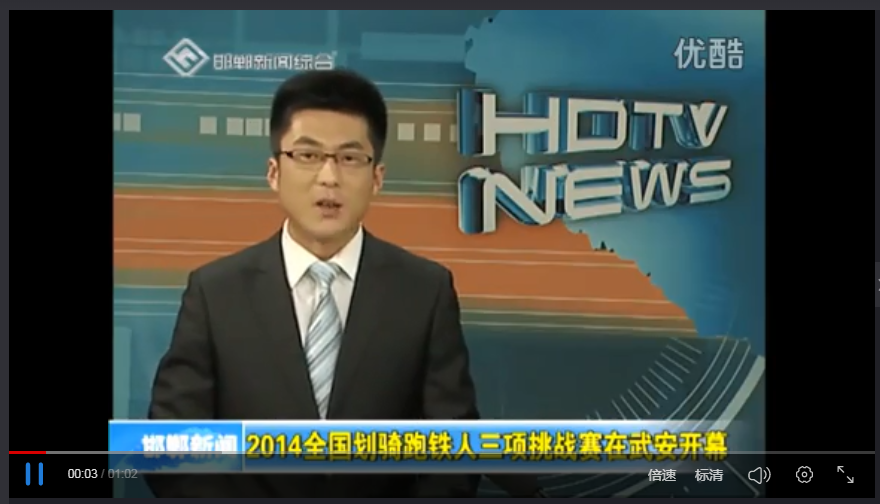 邯郸新闻综合
优酷
HDTV
NEWS
邯郸新闻
2014全国划骑跑铁人三项挑战赛在武安开幕
00:03 / 01:02
倍速
标清